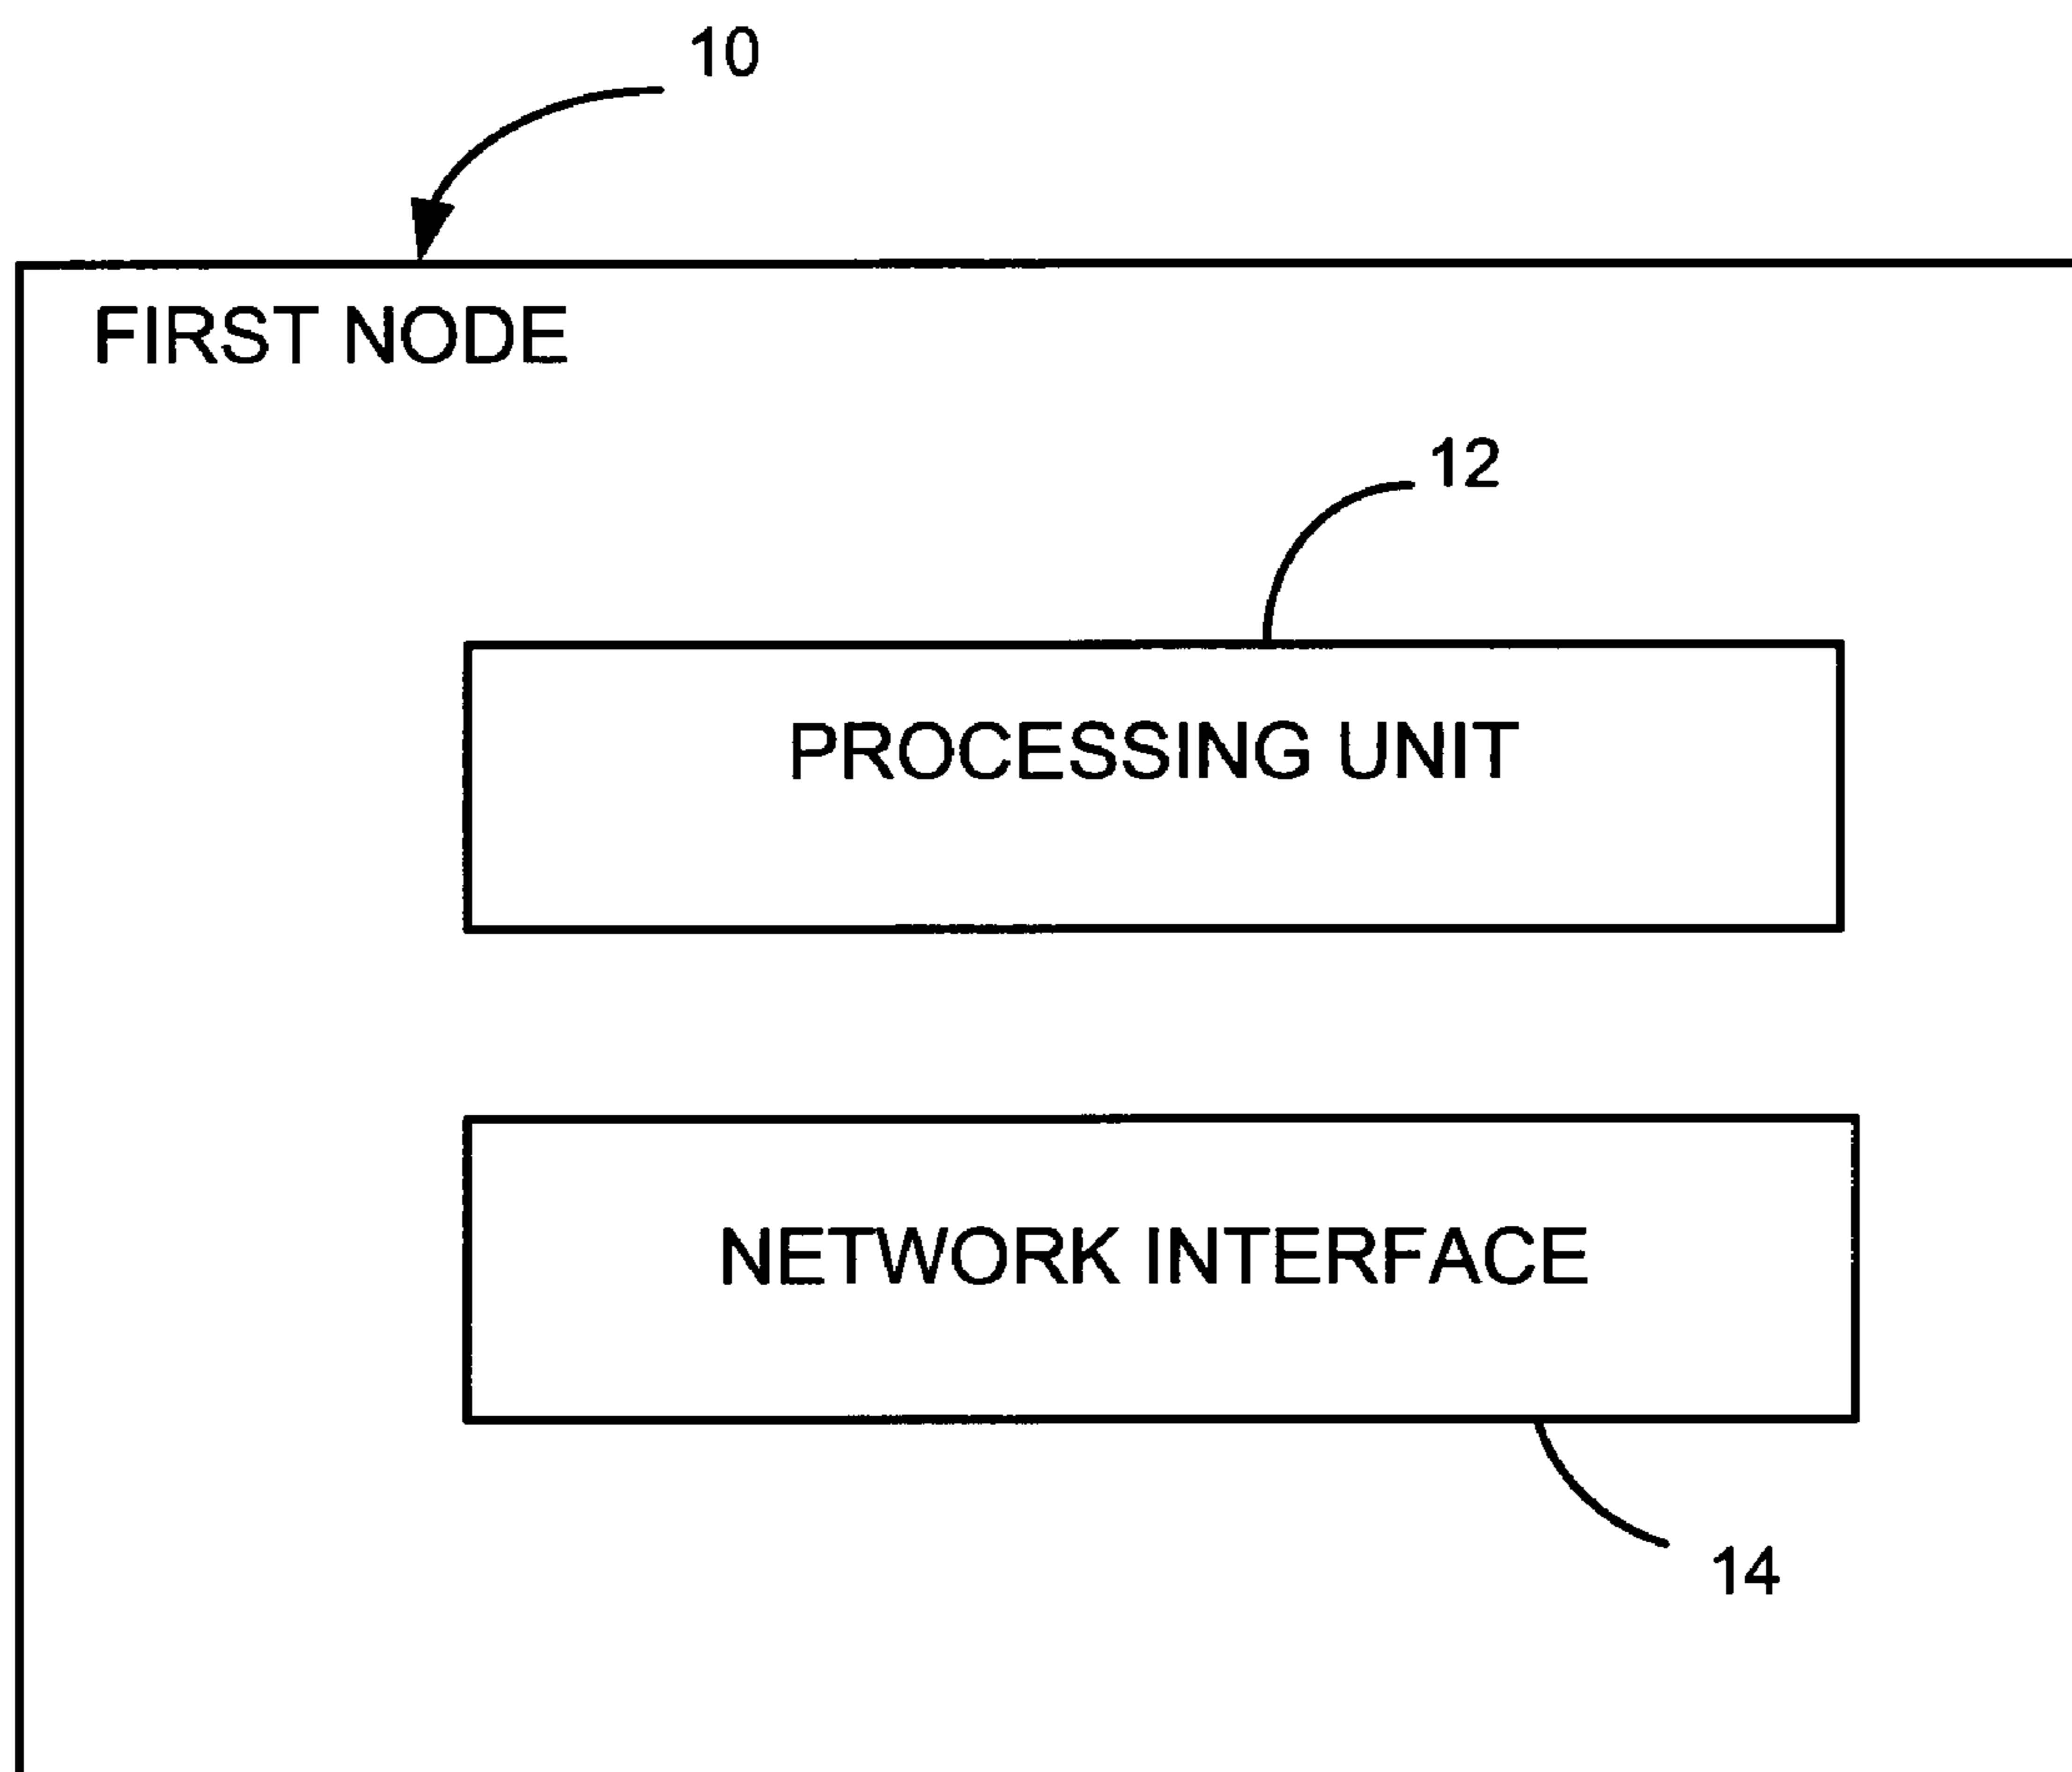 10
FIRST NODE
12
PROCESSING UNIT
NETWORK INTERFACE
14